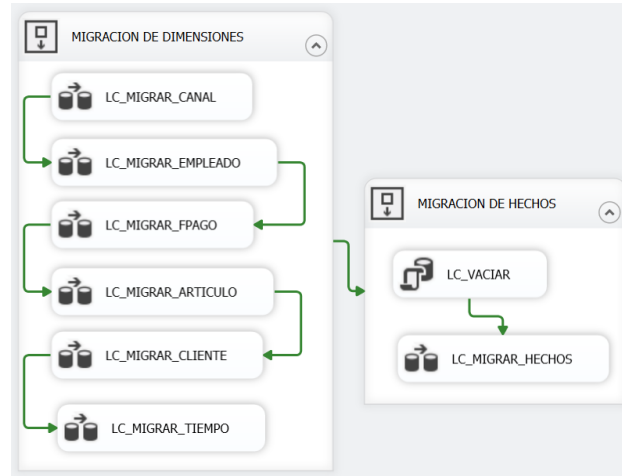 MIGRACION DE DIMENSIONES
LC_MIGRAR_CANAL
LC_MIGRAR_EMPLEADO
LC_MIGRAR_FPAGO
LC_MIGRAR_ARTICULO
LC_MIGRAR_CLIENTE
LC_MIGRAR_TIEMPO
MIGRACION DE HECHOS
LC_VACIAR
LC_MIGRAR_HECHOS